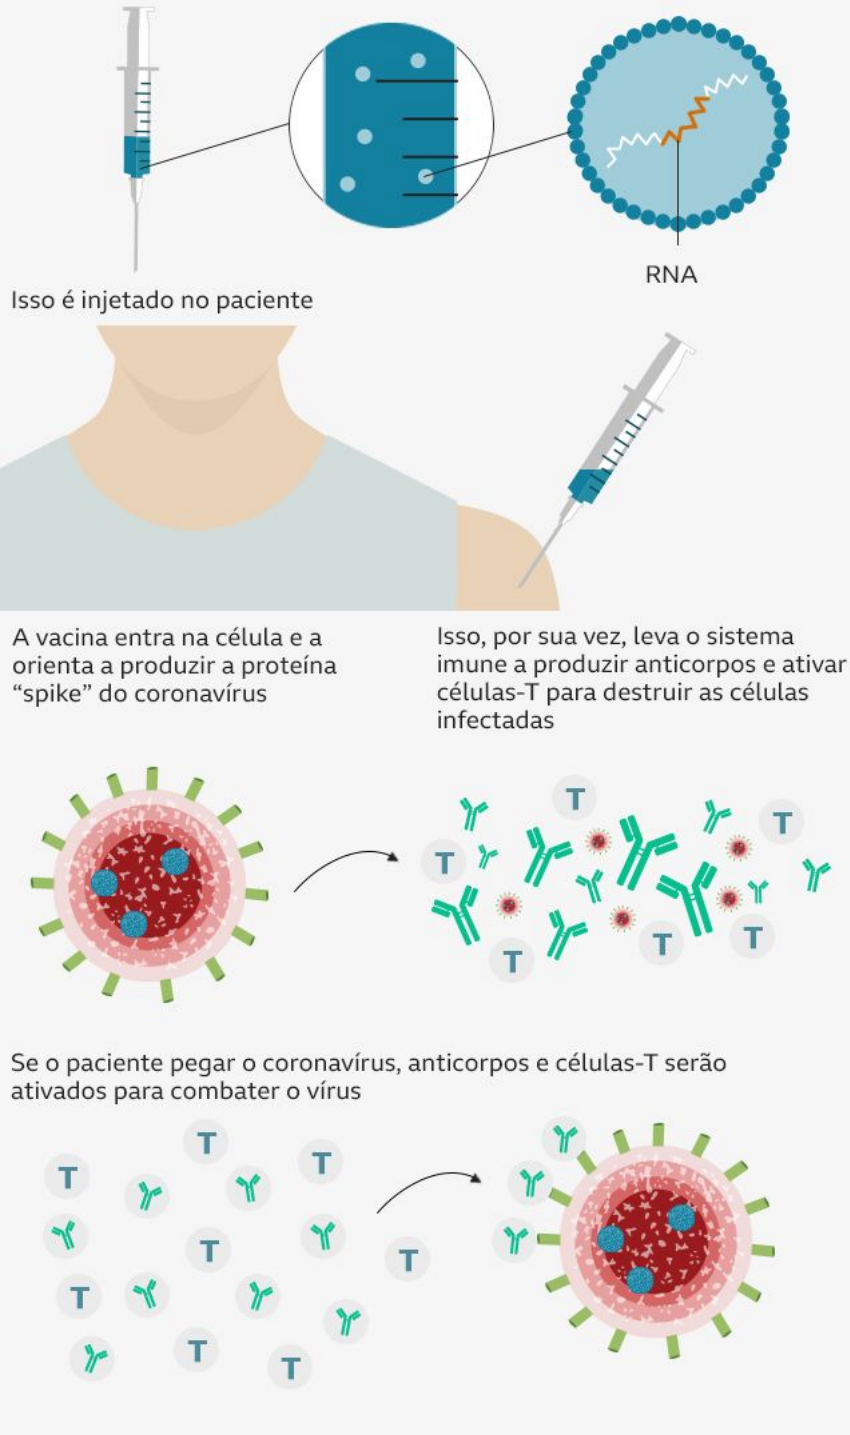 RNA
Isso é injetado no paciente
A vacina entra na célula e a
orienta a produzir a proteína
“spike” do coronavírus
Isso, por sua vez, leva o sistema
imune a produzir anticorpos e ativar
células-T para destruir as células
infectadas
T
T
T
T
T
T
Se o paciente pegar o coronavírus, anticorpos e células-T serão
ativados para combater o vírus
T
T
T
T
T
T
T
T